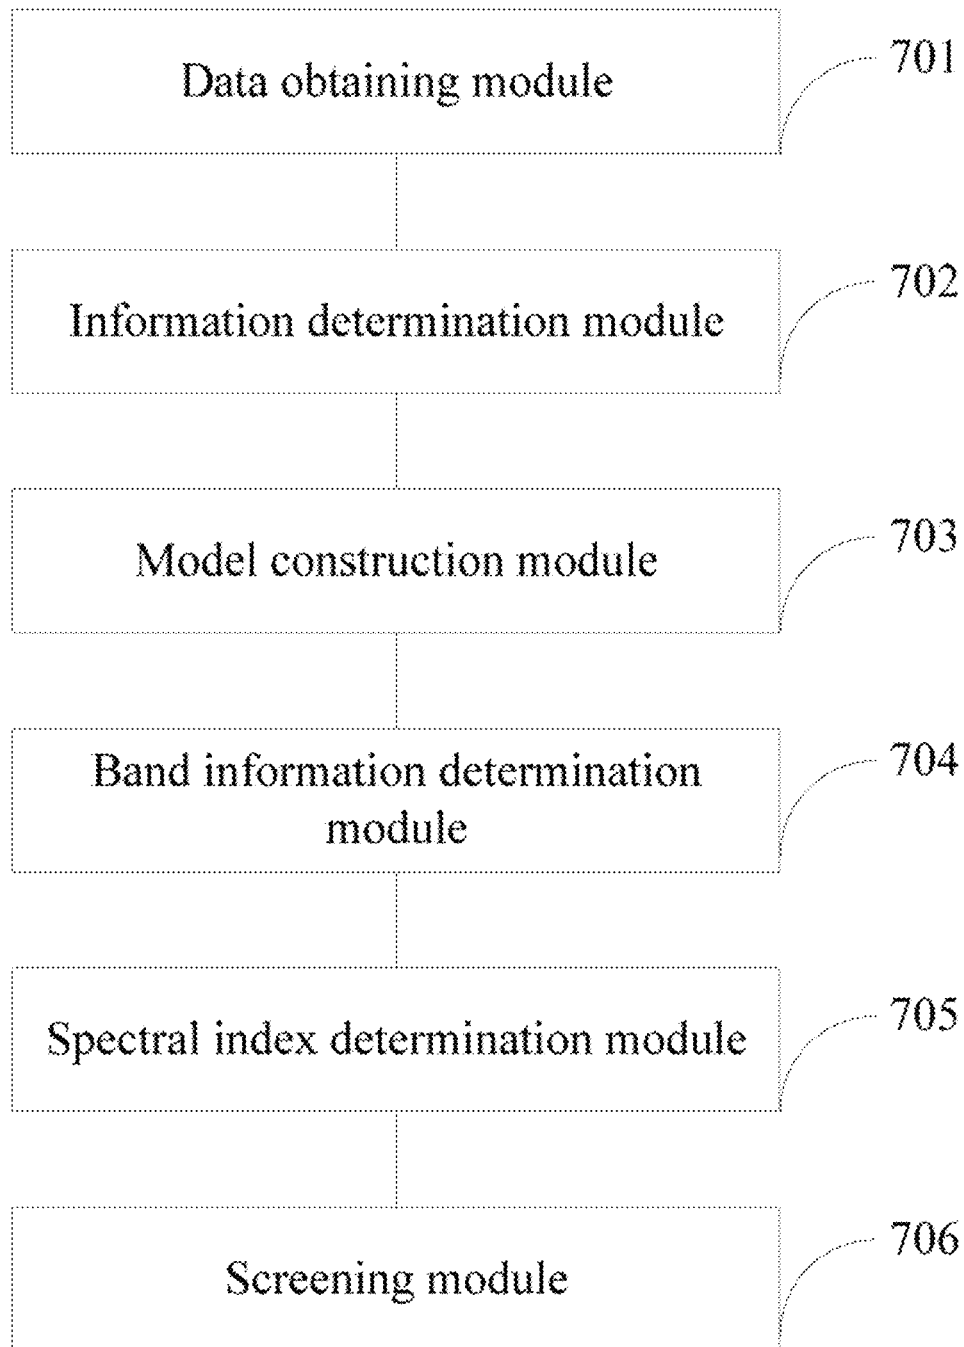 Data obtaining module
701
Information determination module
702
Model construction module
703
Band information determination
module
704
Spectral index determination module
705
Screening module
706